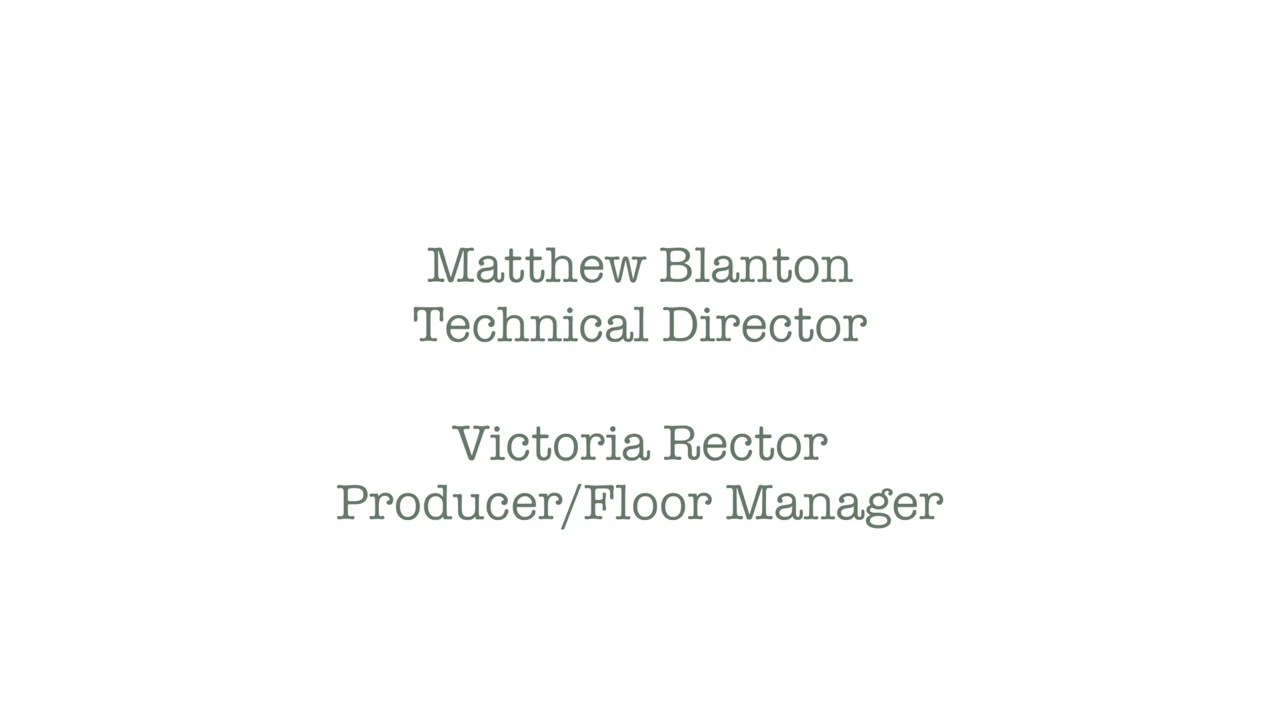 Matthew Blanton
Technical Director
Victoria Rector
Producer/Floor Manager